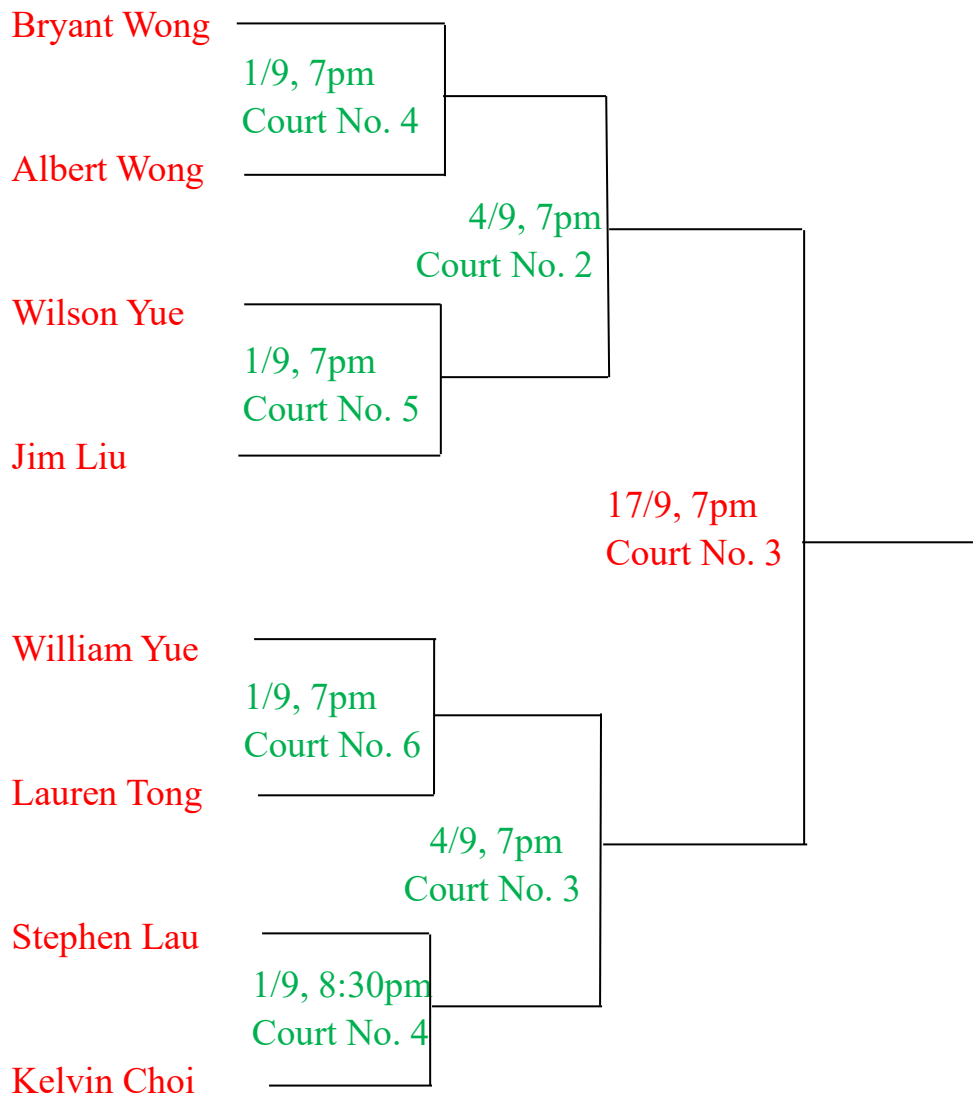 Bryant Wong
1/9, 7pm
Court No. 4
Albert Wong
4/9, 7pm
Court No. 2
Wilson Yue
1/9, 7pm
Court No. 5
Jim Liu
17/9, 7pm
Court No. 3
William Yue
1/9, 7pm
Court No. 6
Lauren Tong
4/9, 7pm
Court No. 3
Stephen Lau
1/9, 8:30pm
Court No. 4
Kelvin Choi